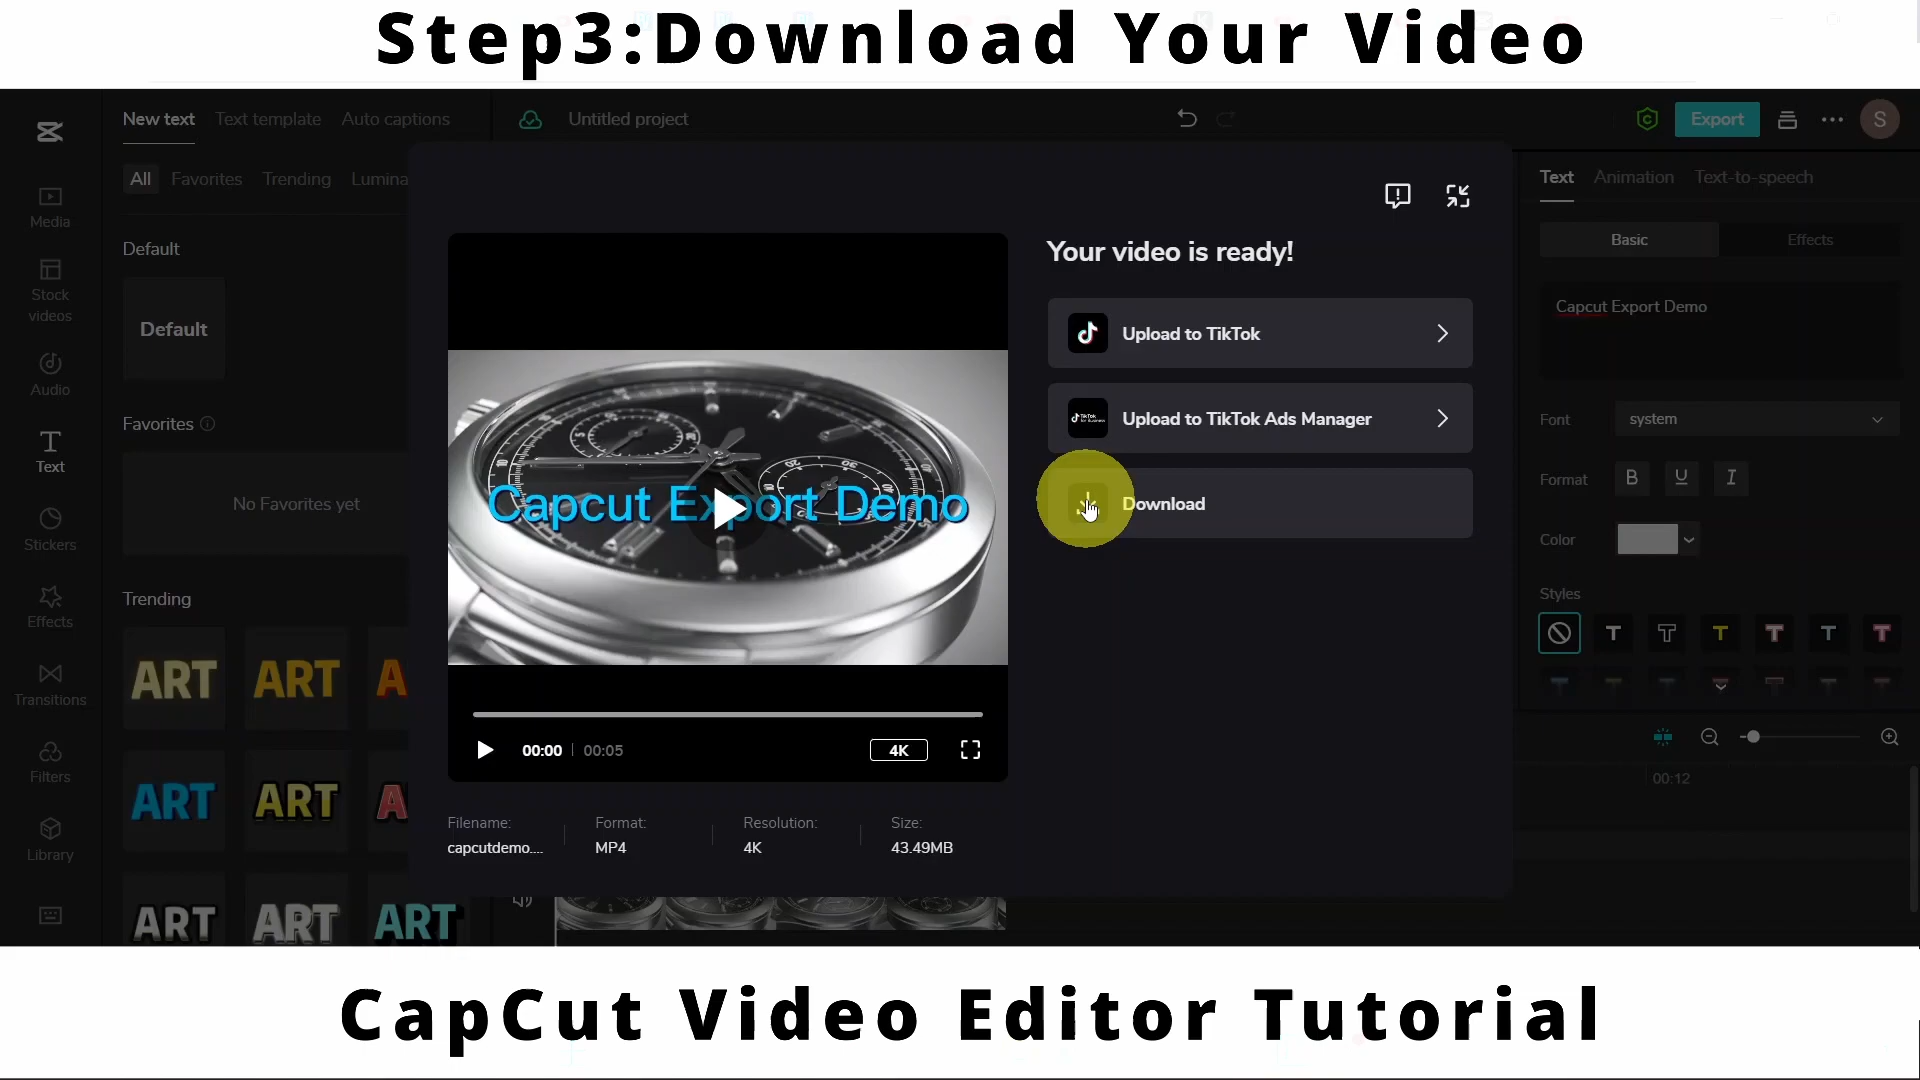 Step3:Download Your Video
New text
Text template
Auto captions
Untitled project
Export
S
All
Favorites
Trending
Lumina
Media
Stock
videos
Audio
Text
Stickers
Effects
Transitions
Filters
Library
Default
Default
Favorites
No Favorites yet
Trending
ART
ART
A
ART
ART
A
ART
ART
ART
Capcut Export Demo
00:00
00:05
4K
Filename:
capcutdemo....
Format:
MP4
Resolution:
4K
Size:
43.49MB
Your video is ready!
Upload to TikTok
Upload to TikTok Ads Manager
Download
Text
Animation
Text-to-speech
Basic
Effects
Capcut Export Demo
Font
system
Format
B
U
I
Color
Styles
T
T
T
T
T
T
00:12
CapCut Video Editor Tutorial